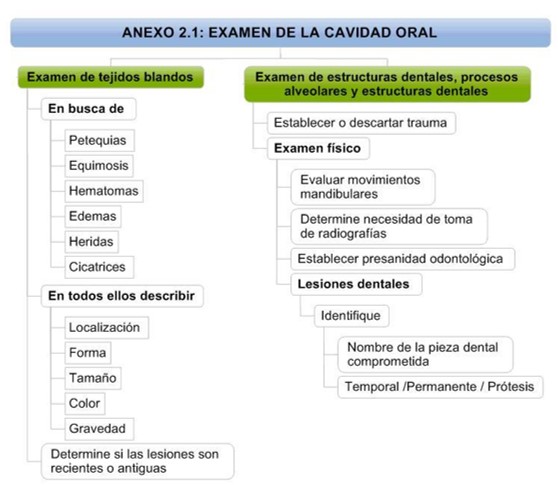 ANEXO 2.1: EXAMEN DE LA CAVIDAD ORAL
Examen de tejidos blandos
En busca de
Petequias
Equimosis
Hematomas
Edemas
Heridas
Cicatrices
En todos ellos describir
Localización
Forma
Tamaño
Color
Gravedad
Determine si las lesiones son
recientes o antiguas
Examen de estructuras dentales, procesos
alveolares y estructuras dentales
Establecer o descartar trauma
Examen físico
Evaluar movimientos
mandibulares
Determine necesidad de toma
de radiografías
Establecer presanidad odontológica
Lesiones dentales
Identifique
Nombre de la pieza dental
comprometida
Temporal /Permanente / Prótesis